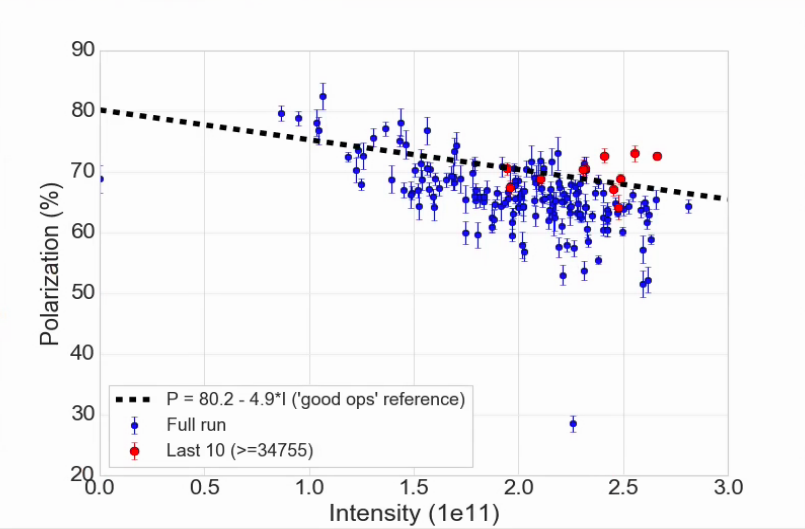 90
80
70
60
50
40
30
20
Polarization (%)
P = 80.2 - 4.9*I ('good ops' reference)
Full run
Last 10 (>=34755)
0.0 0.5 1.0 1.5 2.0 2.5 3.0
Intensity (1e11)